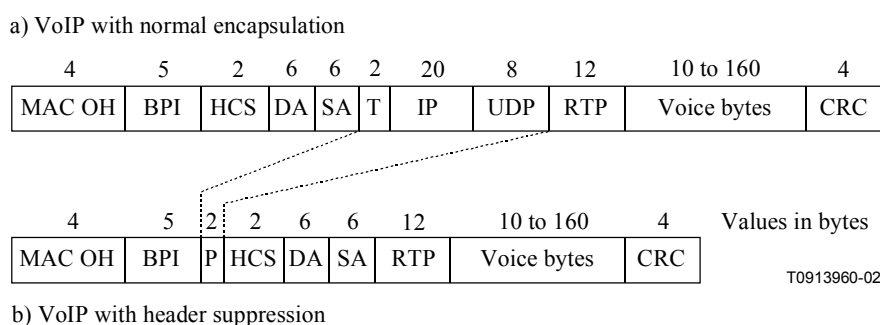 a) VoIP with normal encapsulation
4 5 2 6 6 2 20 8 12 10 to 160 4
MAC OH BPI HCS DA SA T IP UDP RTP Voice bytes CRC
4 5 2 2 6 6 12 10 to 160 4 Values in bytes
MAC OH BPI P HCS DA SA RTP Voice bytes CRC
T0913960-02
b) VoIP with header suppression